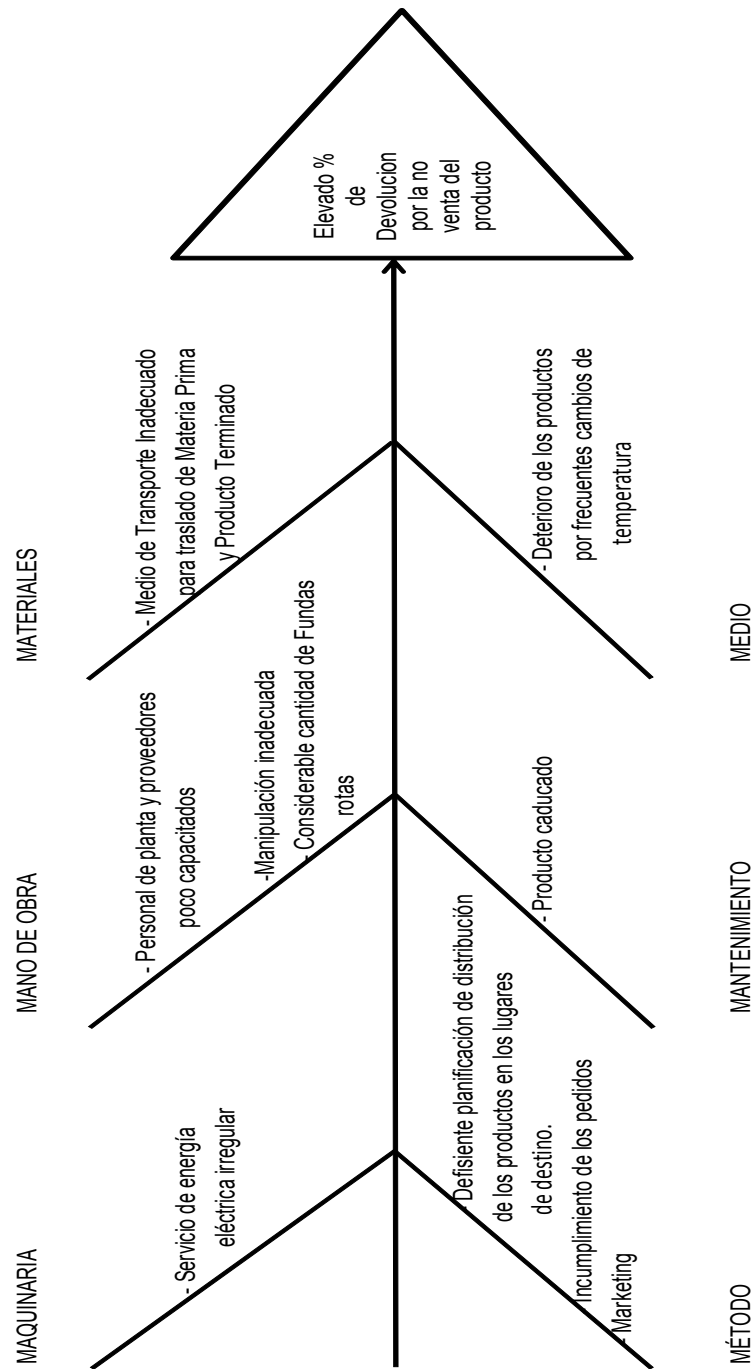 MAQUINARIA
MANO DE OBRA
MATERIALES
- Servicio de energía
eléctrica irregular
- Personal de planta y proveedores
poco capacitados
-Manipulación inadecuada
- Considerable cantidad de Fundas
rotas
- Medio de Transporte Inadecuado
para traslado de Materia Prima
y Producto Terminado
Elevado %
de
Devolucion
por la no
venta del
producto
- Defisiente planificación de distribución
de los productos en los lugares
de destino.
Incumplimiento de los pedidos
- Marketing
- Producto caducado
- Deterioro de los productos
por frecuentes cambios de
temperatura
MÉTODO
MANTENIMIENTO
MEDIO